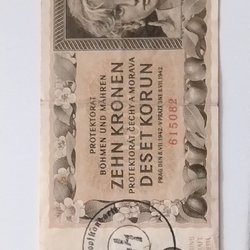 PROTEKTORAT
BÖHMEN UND MÄHREN
ZEHN KRONEN
PROTEKTORÁT ČECHY A MORAVA
DESET KORUN
PRAG, DEN 8. VII. 1942. V PRAZE DNE 8. VII. 1942.
615082